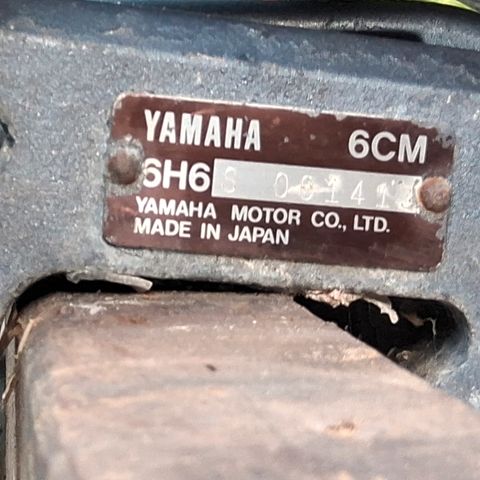 YAMAHA 6CM
6H6 S
YAMAHA MOTOR CO., LTD.
MADE IN JAPAN